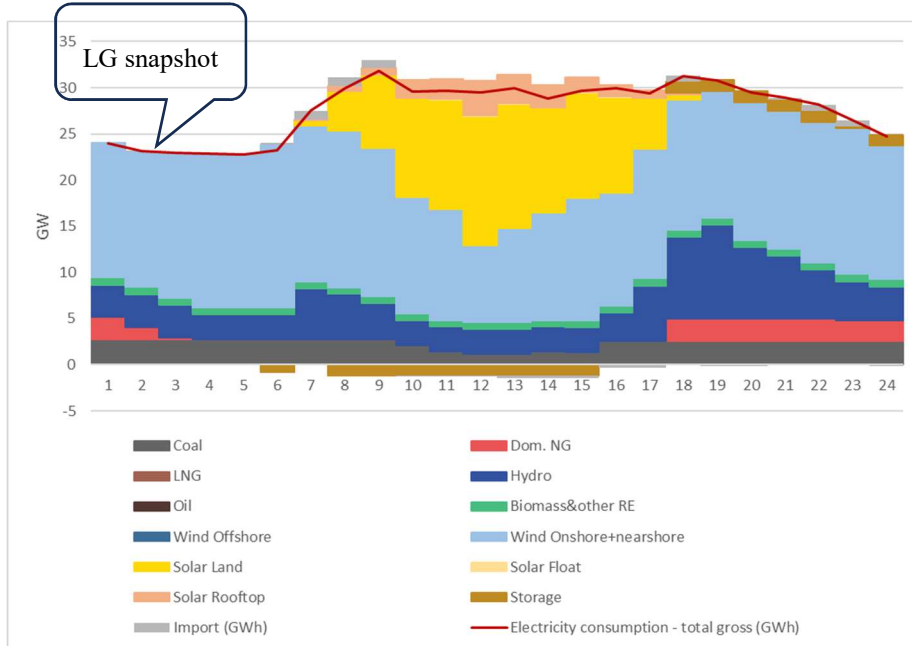 LG snapshot
35
30
25
20
15
10
5
0
-5
GW
1 2 3 4 5 6 7 8 9 10 11 12 13 14 15 16 17 18 19 20 21 22 23 24
Coal Dom. NG
LNG Hydro
Oil Biomass&other RE
Wind Offshore Wind Onshore+nearshore
Solar Land Solar Float
Solar Rooftop Storage
Import (GWh) Electricity consumption - total gross (GWh)